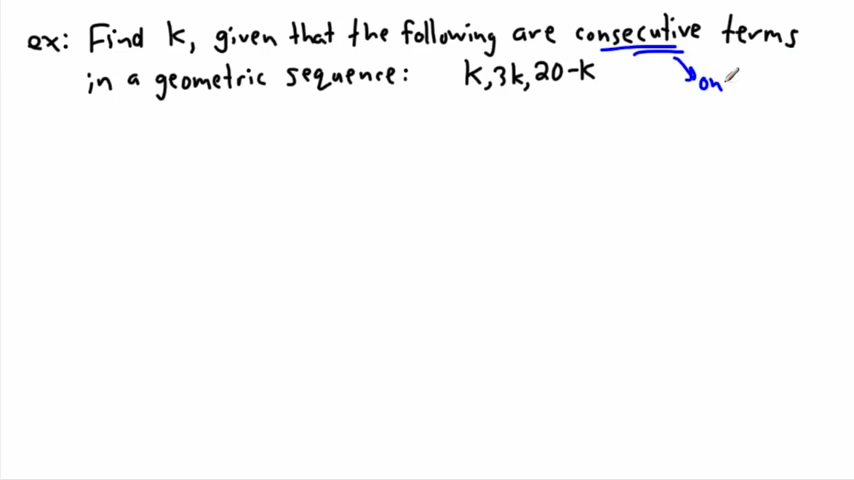 ex: Find k, given that the following are consecutive terms
in a geometric sequence: k, 3k, 20-k
on